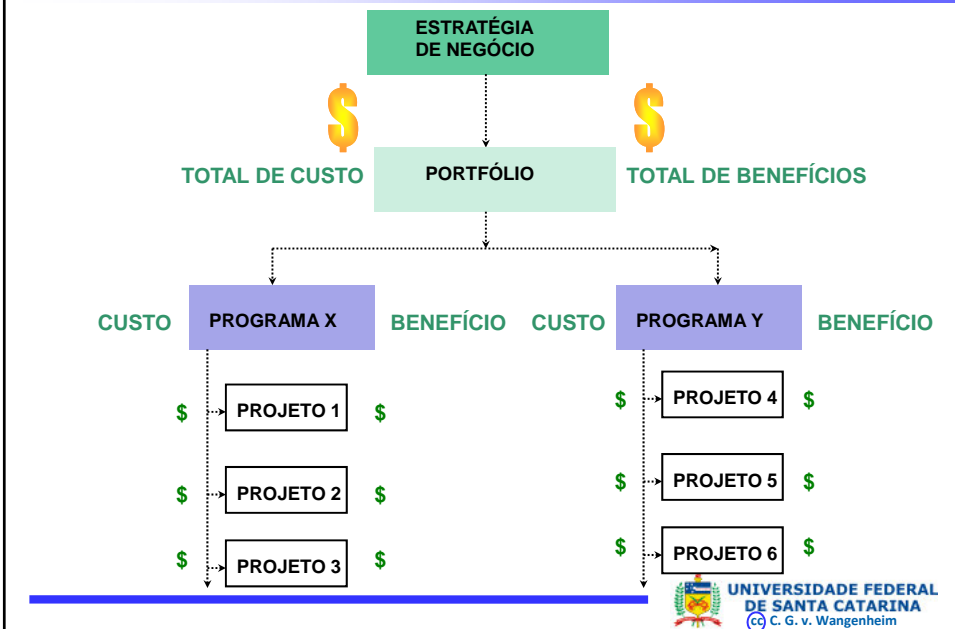 ESTRATÉGIA
DE NEGÓCIO
$ $
TOTAL DE CUSTO PORTFÓLIO TOTAL DE BENEFÍCIOS
CUSTO PROGRAMA X BENEFÍCIO CUSTO PROGRAMA Y BENEFÍCIO
$ PROJETO 1 $ $ PROJETO 4 $
$ PROJETO 2 $ $ PROJETO 5 $
$ PROJETO 3 $ $ PROJETO 6 $
UNIVERSIDADE FEDERAL
DE SANTA CATARINA
cc C. G. v. Wangenheim